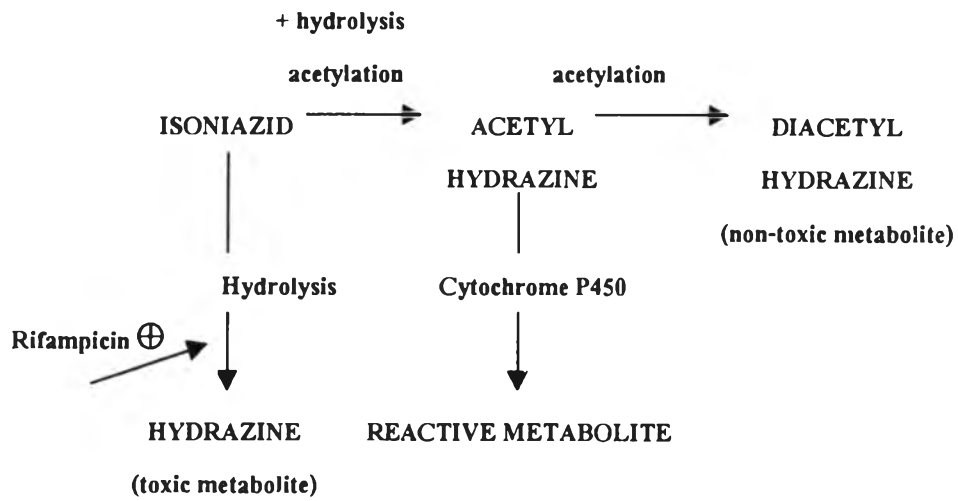 + hydrolysis
acetylation
acetylation
ISONIAZID
ACETYL
DIACETYL
HYDRAZINE
HYDRAZINE
(non-toxic metabolite)
Hydrolysis
Cytochrome P450
Rifampicin ⊕
HYDRAZINE
REACTIVE METABOLITE
(toxic metabolite)